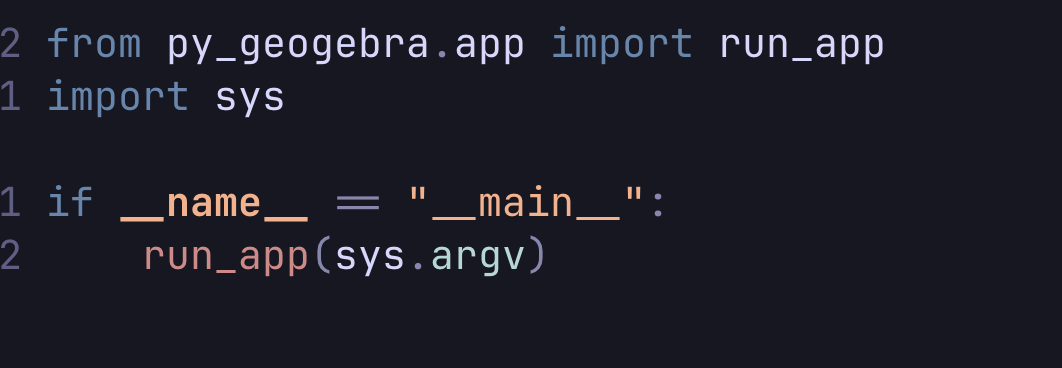 2 from py_geogebra.app import run_app
1 import sys
1 if __name__ == "__main__":
2     run_app(sys.argv)